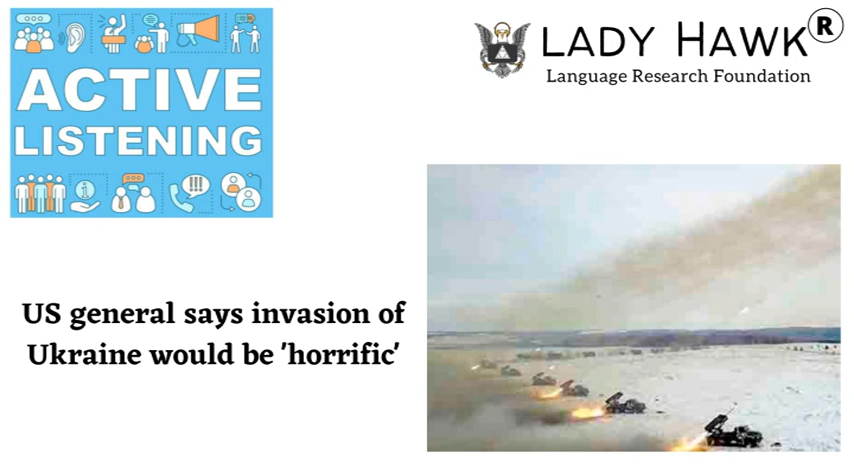 ACTIVE
LISTENING
LADY HAWK®
Language Research Foundation
US general says invasion of
Ukraine would be 'horrific'